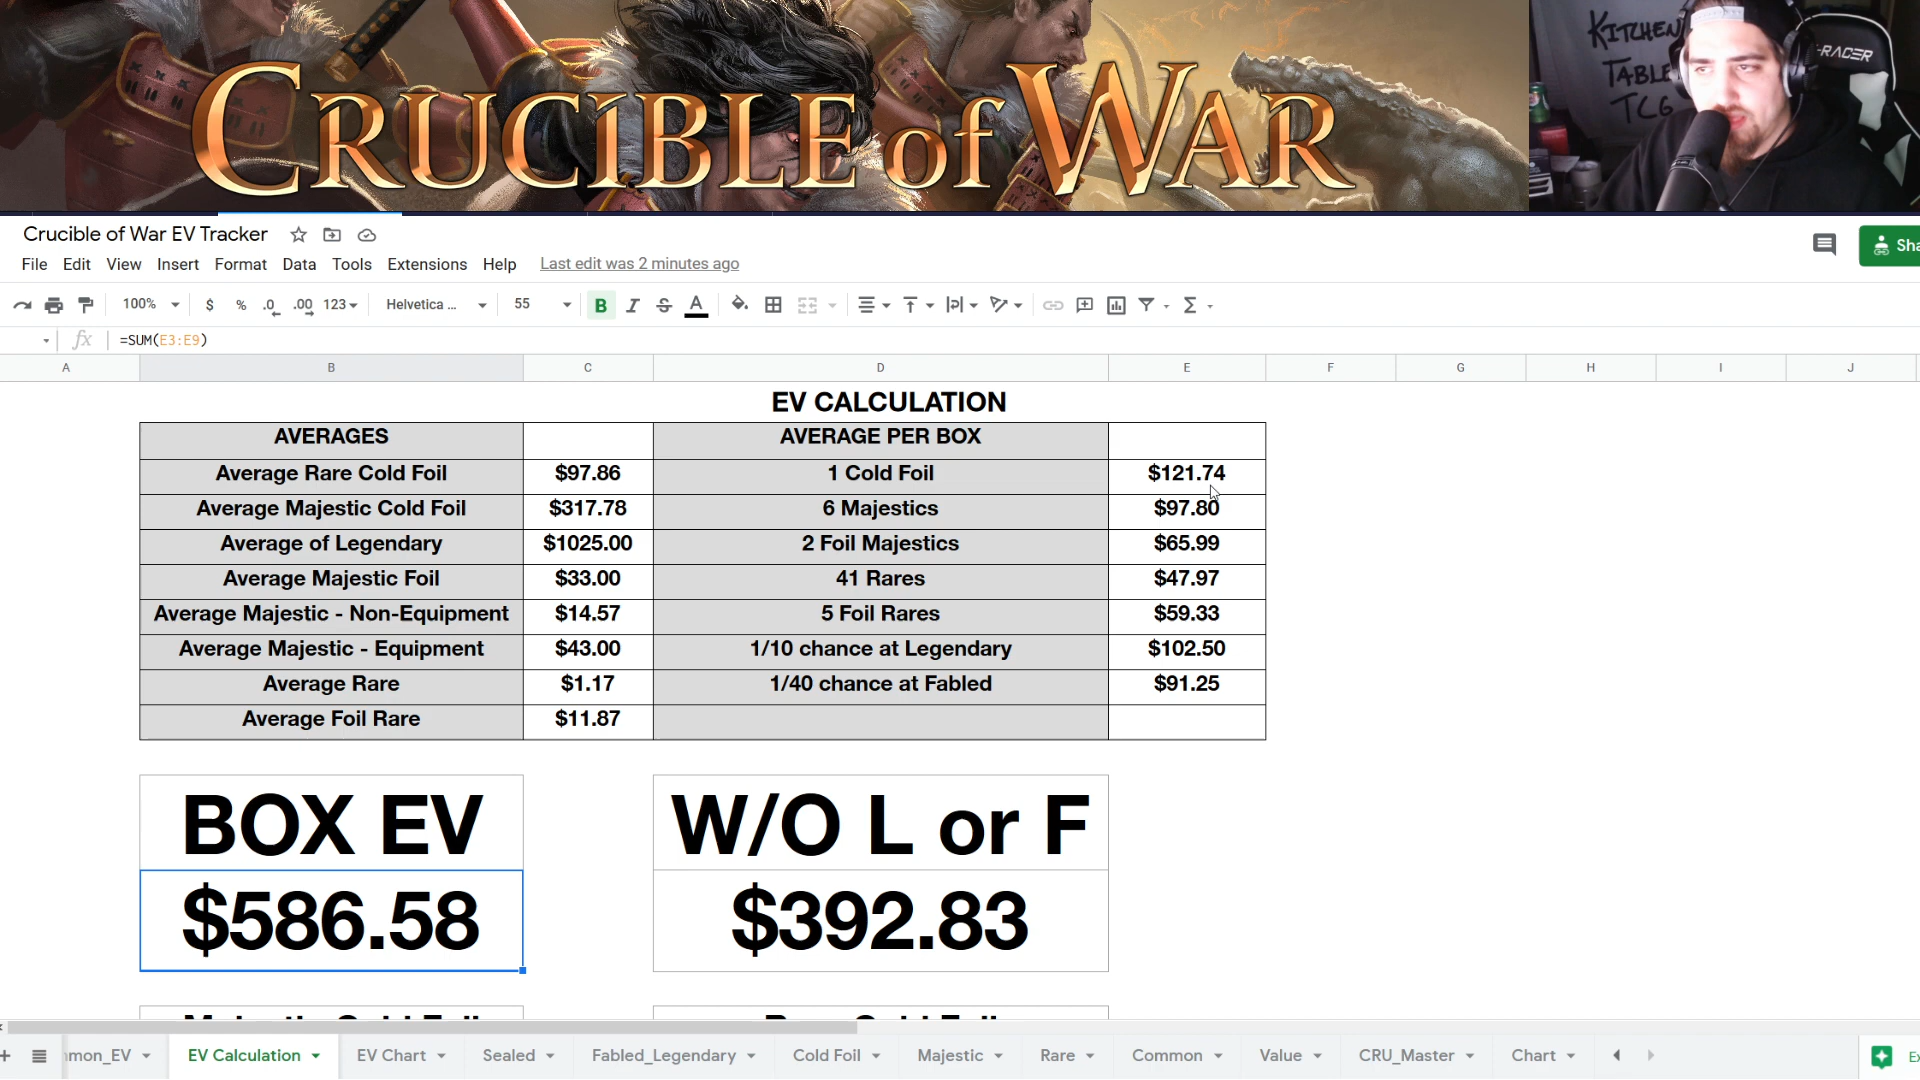 CRUCIBLE of WAR
KITCHEN
TABLE
TCG
Crucible of War EV Tracker
File Edit View Insert Format Data Tools Extensions Help Last edit was 2 minutes ago
100% $ % .0 .00 123 Helvetica ... 55 B I S A
fx =SUM(E3:E9)
A B C D E F G H I J
EV CALCULATION
AVERAGES AVERAGE PER BOX
Average Rare Cold Foil $97.86 1 Cold Foil $121.74
Average Majestic Cold Foil $317.78 6 Majestics $97.80
Average of Legendary $1025.00 2 Foil Majestics $65.99
Average Majestic Foil $33.00 41 Rares $47.97
Average Majestic - Non-Equipment $14.57 5 Foil Rares $59.33
Average Majestic - Equipment $43.00 1/10 chance at Legendary $102.50
Average Rare $1.17 1/40 chance at Fabled $91.25
Average Foil Rare $11.87
BOX EV W/O L or F
$586.58 $392.83
mon_EV EV Calculation EV Chart Sealed Fabled_Legendary Cold Foil Majestic Rare Common Value CRU_Master Chart